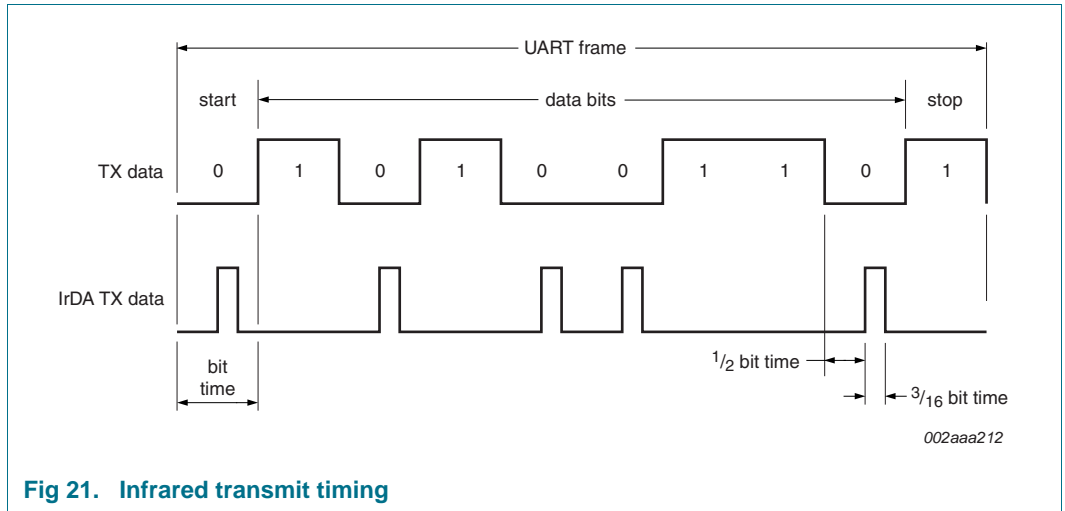 UART frame
start data bits stop
TX data 0 1 0 1 0 0 1 1 0 1
IrDA TX data
bit
time
1/2 bit time
3/16 bit time
002aaa212
Fig 21. Infrared transmit timing